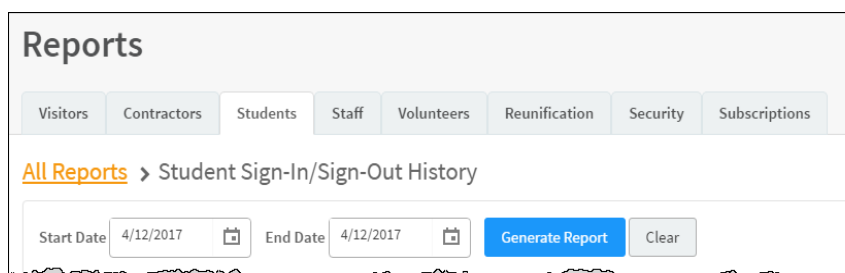 Reports
Visitors Contractors Students Staff Volunteers Reunification Security Subscriptions
All Reports > Student Sign-In/Sign-Out History
Start Date 4/12/2017 End Date 4/12/2017 Generate Report Clear